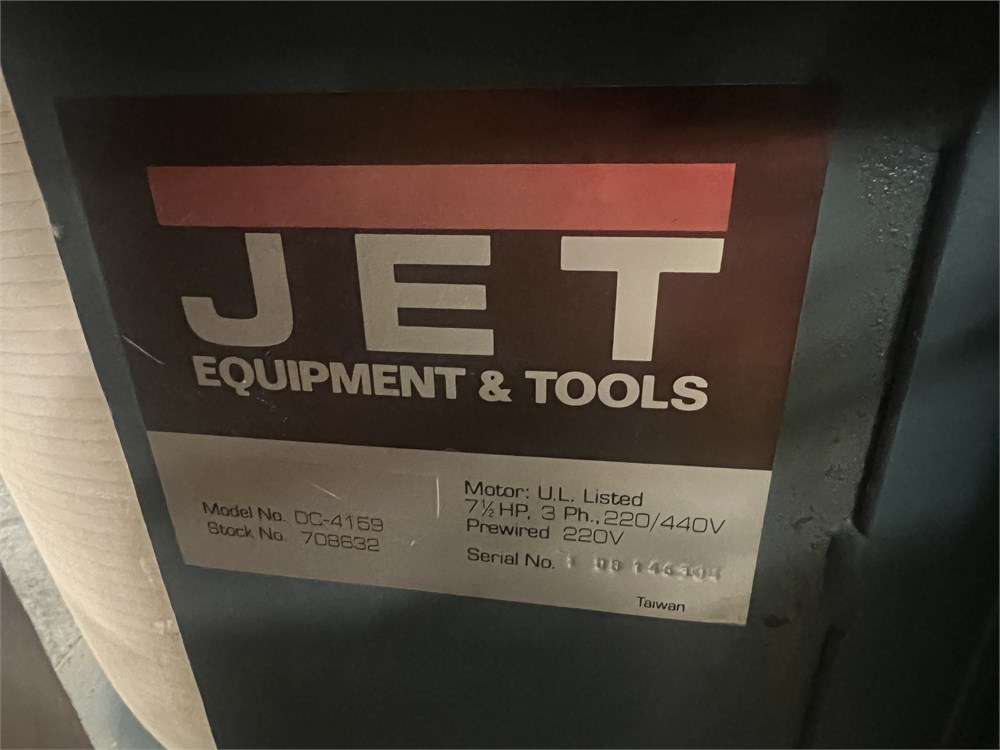 JET
EQUIPMENT & TOOLS
Model No. DC-4159
Stock No. 708632
Motor: U.L. Listed
7½ HP, 3 Ph., 220/440V
Prewired 220V
Serial No.
Taiwan